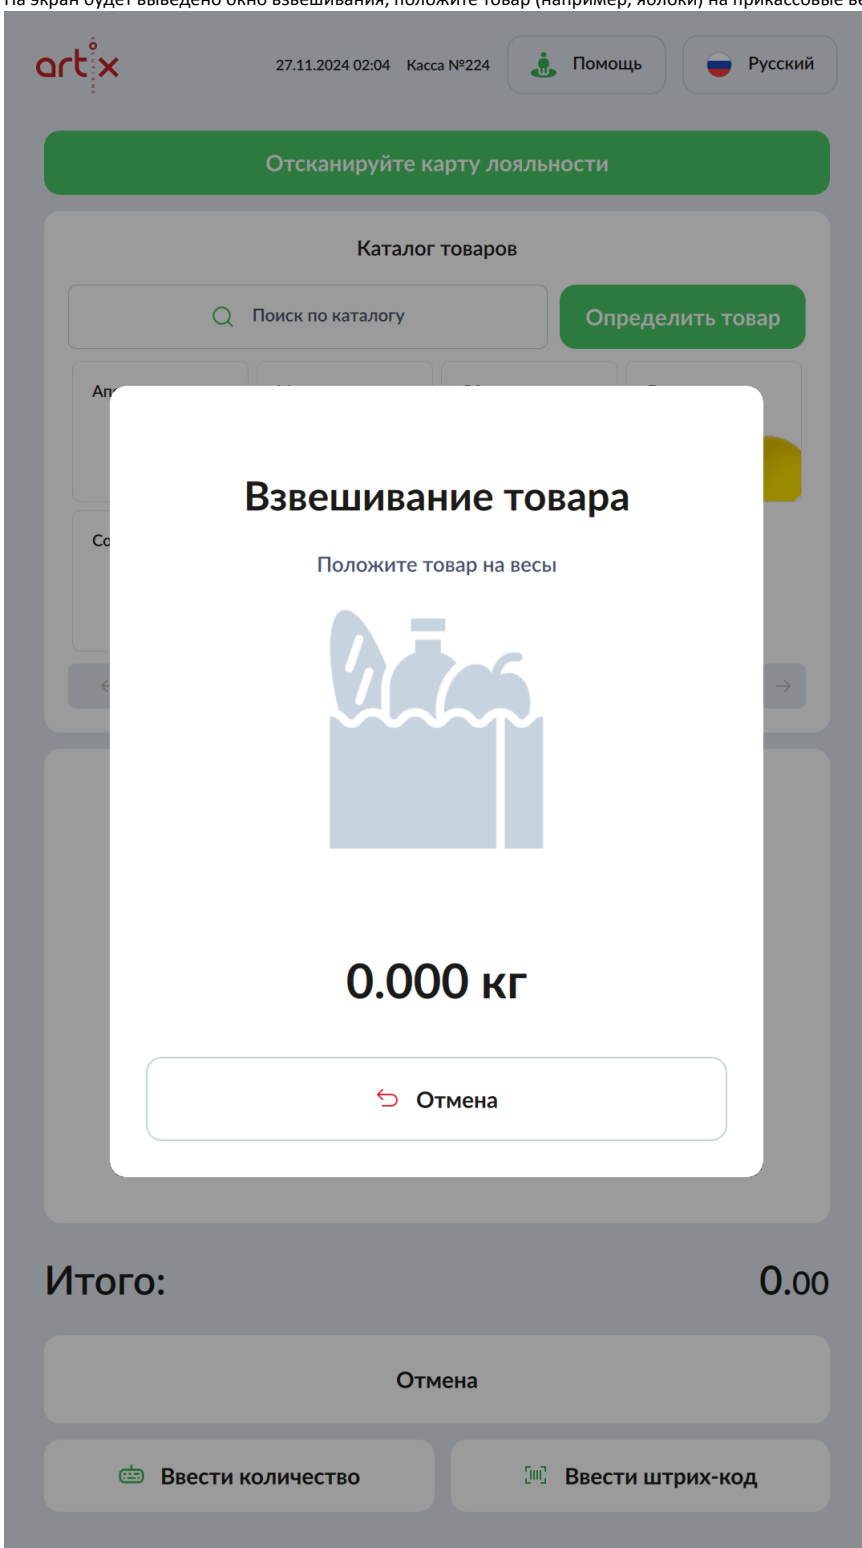 На экран будет выведено окно взвешивания, положите товар (например, яблоки) на прикассовые
artix
27.11.2024 02:04 Касса №224 Помощь Русский
Отсканируйте карту лояльности
Каталог товаров
Поиск по каталогу Определить товар
Взвешивание товара
Положите товар на весы
0.000 кг
Отмена
Итого: 0.00
Отмена
Ввести количество Ввести штрих-код